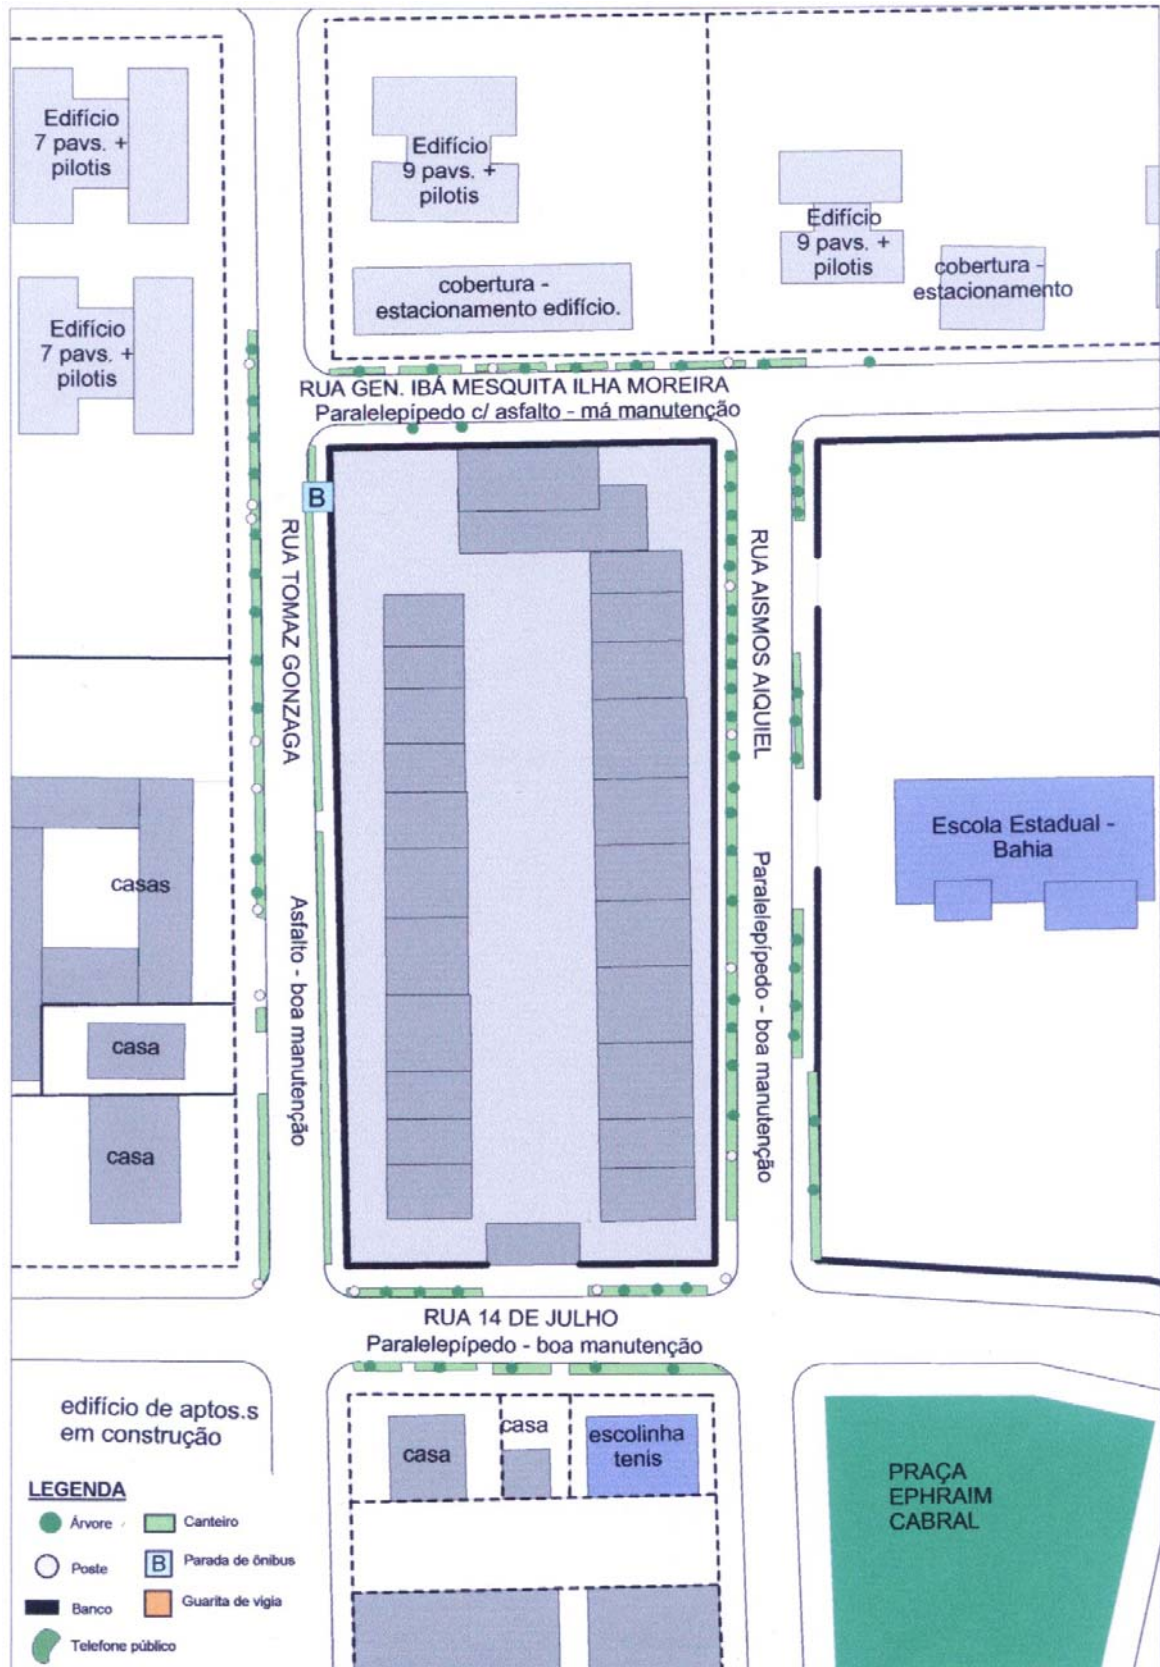 Edifício
7 pavs. +
pilotis
Edifício
9 pavs. +
pilotis
Edifício
9 pavs. +
pilotis
cobertura -
estacionamento edifício.
cobertura -
estacionamento
Edifício
7 pavs. +
pilotis
RUA GEN. IBÁ MESQUITA ILHA MOREIRA
Paralelepípedo c/ asfalto - má manutenção
B
RUA TOMAZ GONZAGA
Asfalto - boa manutenção
RUA AISMOS AIQUIEL
Paralelepípedo - boa manutenção
Escola Estadual -
Bahia
casas
casa
casa
RUA 14 DE JULHO
Paralelepípedo - boa manutenção
edifício de aptos.s
em construção
casa
casa
escolinha
tenis
PRAÇA
EPHRAIM
CABRAL
LEGENDA
Árvore
Canteiro
Poste
B
Parada de ônibus
Banco
Guarita de vigia
Telefone público